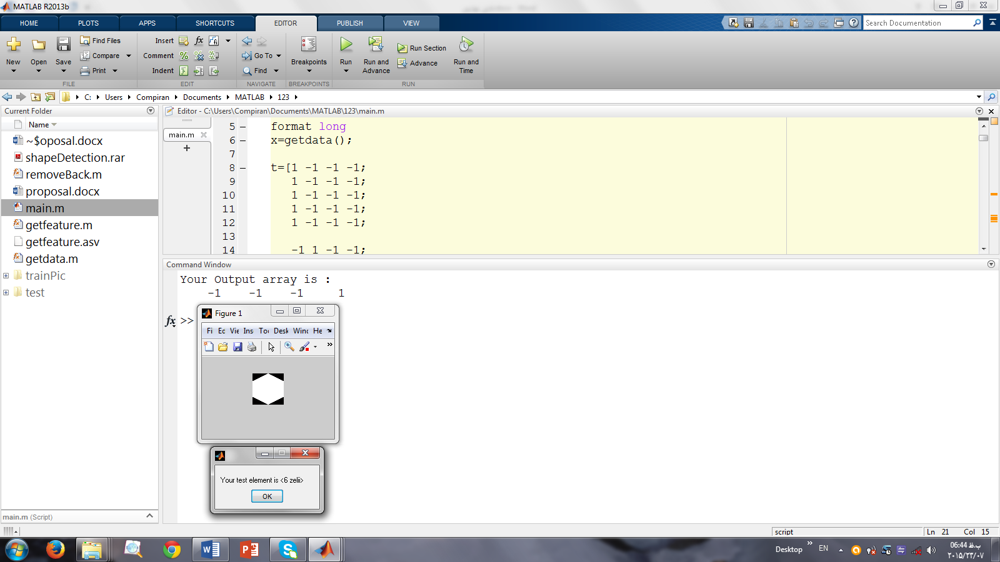 MATLAB R2013b
HOME PLOTS APPS SHORTCUTS EDITOR PUBLISH VIEW
Search Documentation
New
Open
Save
Find Files
Compare
Print
FILE
Insert
Comment
Indent
EDIT
Go To
Find
NAVIGATE
Breakpoints
BREAKPOINTS
Run
Run and Advance
Run Section
Advance
Run and Time
RUN
C: Users Compiran Documents MATLAB 123
Current Folder
Name
~$oposal.docx
shapeDetection.rar
removeBack.m
proposal.docx
main.m
getfeature.m
getfeature.asv
getdata.m
trainPic
test
main.m (Script)
Editor - C:\Users\Compiran\Documents\MATLAB\123\main.m
main.m
5 – format long
6 – x=getdata();
7
8 – t=[1 -1 -1 -1;
9 1 -1 -1 -1;
10 1 -1 -1 -1;
11 1 -1 -1 -1;
12 1 -1 -1 -1;
13
14 -1 1 -1 -1;
Command Window
Your Output array is :
-1 -1 -1 1
fx >>
Figure 1
Fi Ec Vie Ins Too Desk Winc He
Your test element is <6 zelii>
OK
script
Ln 21 Col 15
Desktop
EN
06:44 ب.ظ
٢٠١٥/٢٣/٠٧